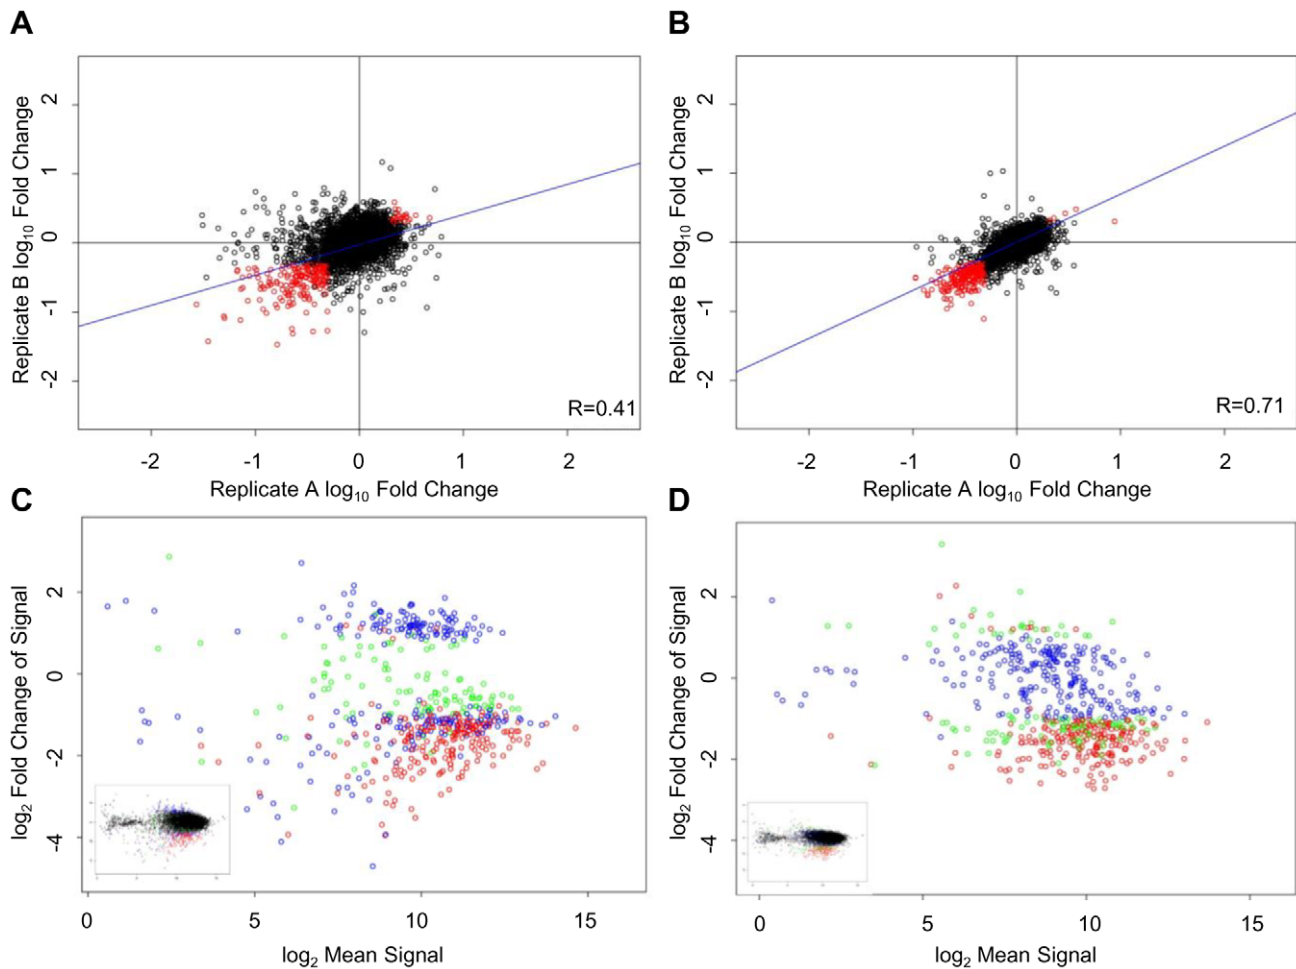 A
B
Replicate B log10 Fold Change
2
1
0
-1
-2
R=0.41
-2
-1
0
1
2
Replicate A log10 Fold Change
Replicate B log10 Fold Change
2
1
0
-1
-2
R=0.71
-2
-1
0
1
2
Replicate A log10 Fold Change
C
D
log2 Fold Change of Signal
2
0
-2
-4
0
5
10
15
log2 Mean Signal
log2 Fold Change of Signal
2
0
-2
-4
0
5
10
15
log2 Mean Signal